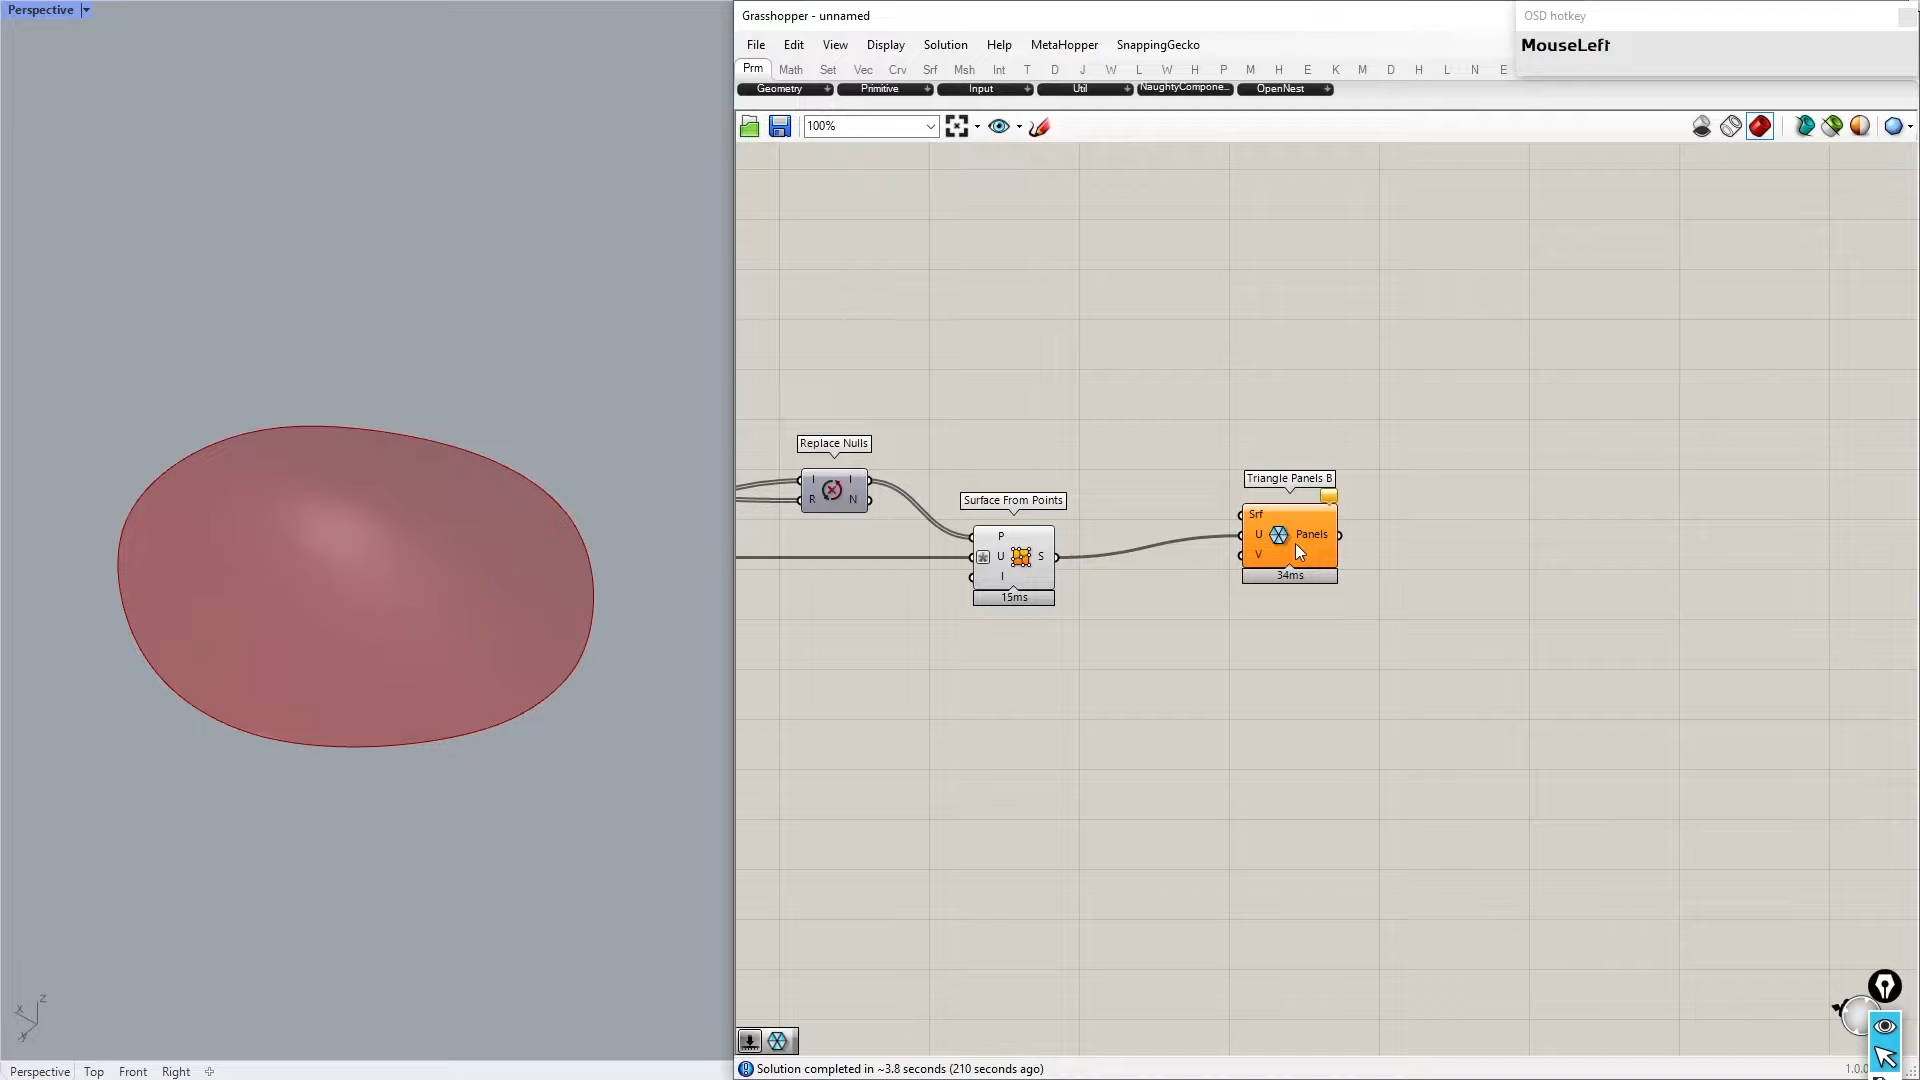 Perspective
Grasshopper - unnamed
OSD hotkey
MouseLeft
File Edit View Display Solution Help MetaHopper SnappingGecko
Prm Math Set Vec Crv Srf Msh Int T D J W L W H P M H E K M D H L N E
Geometry Primitive Input Util NaughtyCompone... OpenNest
100%
Replace Nulls
I I
R N
Surface From Points
P
U S
I
15ms
Triangle Panels B
Srf
U Panels
V
34ms
x z
y
Perspective Top Front Right
Solution completed in ~3.8 seconds (210 seconds ago)